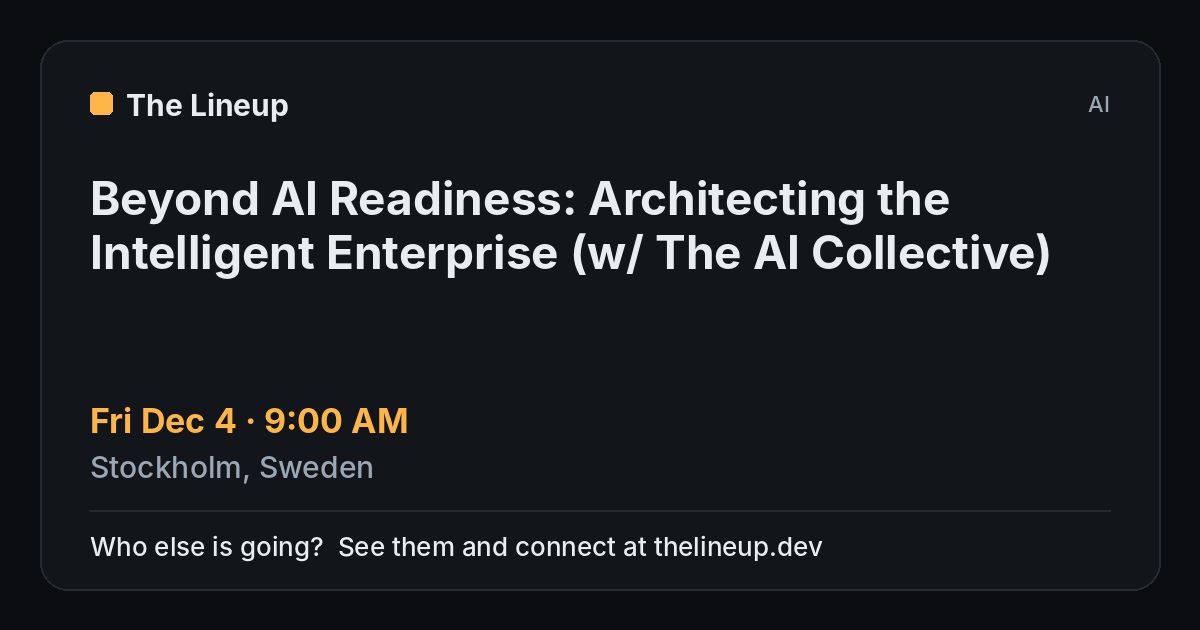 The Lineup
AI
Beyond AI Readiness: Architecting the
Intelligent Enterprise (w/ The AI Collective)
Fri Dec 4 · 9:00 AM
Stockholm, Sweden
Who else is going? See them and connect at thelineup.dev